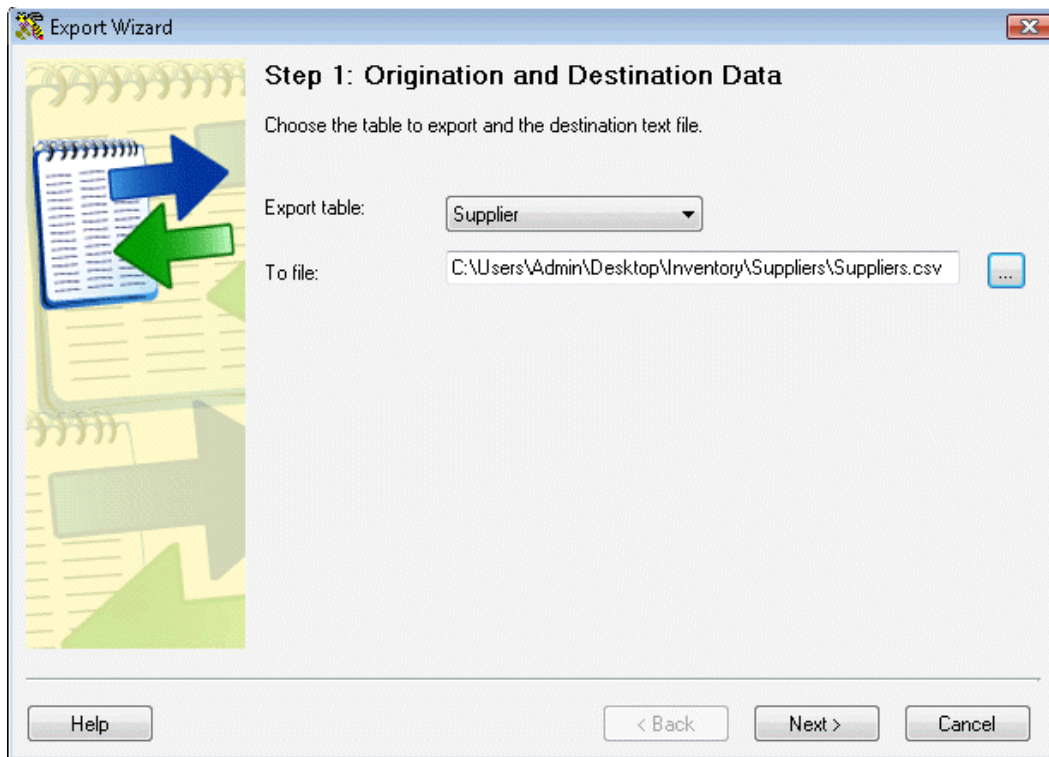 Export Wizard
Step 1: Origination and Destination Data
Choose the table to export and the destination text file.
Export table: Supplier
To file: C:\Users\Admin\Desktop\Inventory\Suppliers\Suppliers.csv ...
Help < Back Next > Cancel